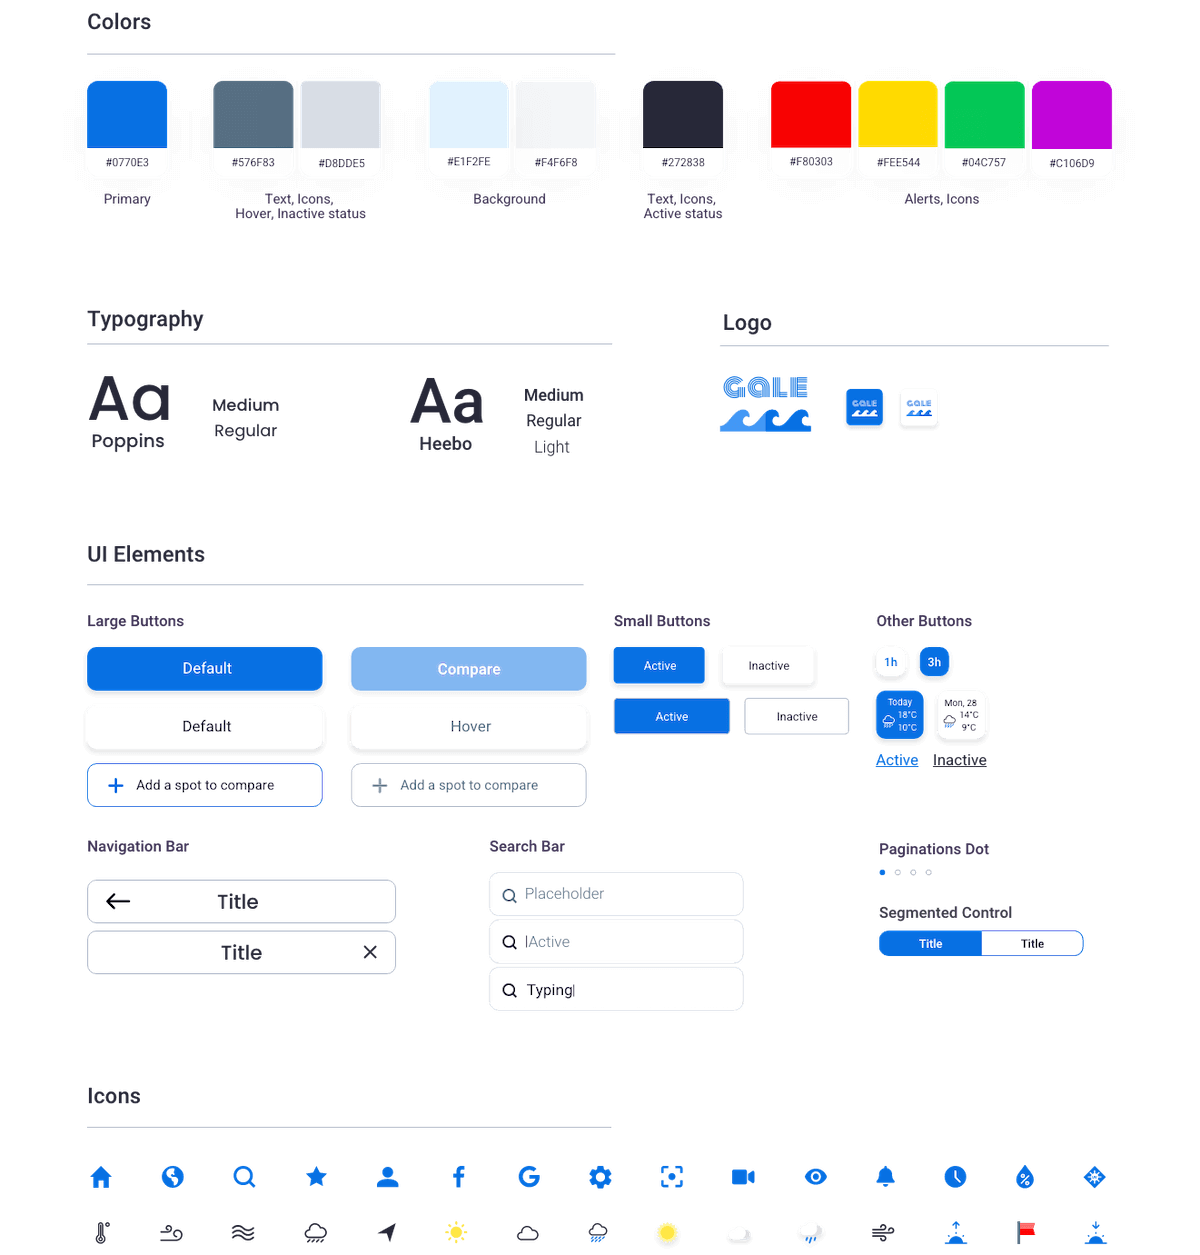 Colors
#0770E3
#576F83
#D8DDE5
#E1F2FE
#F4F6F8
#272838
#F80303
#FEE544
#04C757
#C106D9
Primary
Text, Icons,
Hover, Inactive status
Background
Text, Icons,
Active status
Alerts, Icons
Typography
Aa
Poppins
Medium
Regular
Aa
Heebo
Medium
Regular
Light
Logo
GALE
GALE
GALE
UI Elements
Large Buttons
Default
Compare
Default
Hover
Add a spot to compare
Add a spot to compare
Small Buttons
Active
Inactive
Active
Inactive
Other Buttons
1h
3h
Today
18°C
10°C
Mon, 28
14°C
9°C
Active
Inactive
Navigation Bar
Title
Title
Search Bar
Placeholder
Active
Typing
Paginations Dot
Segmented Control
Title
Title
Icons